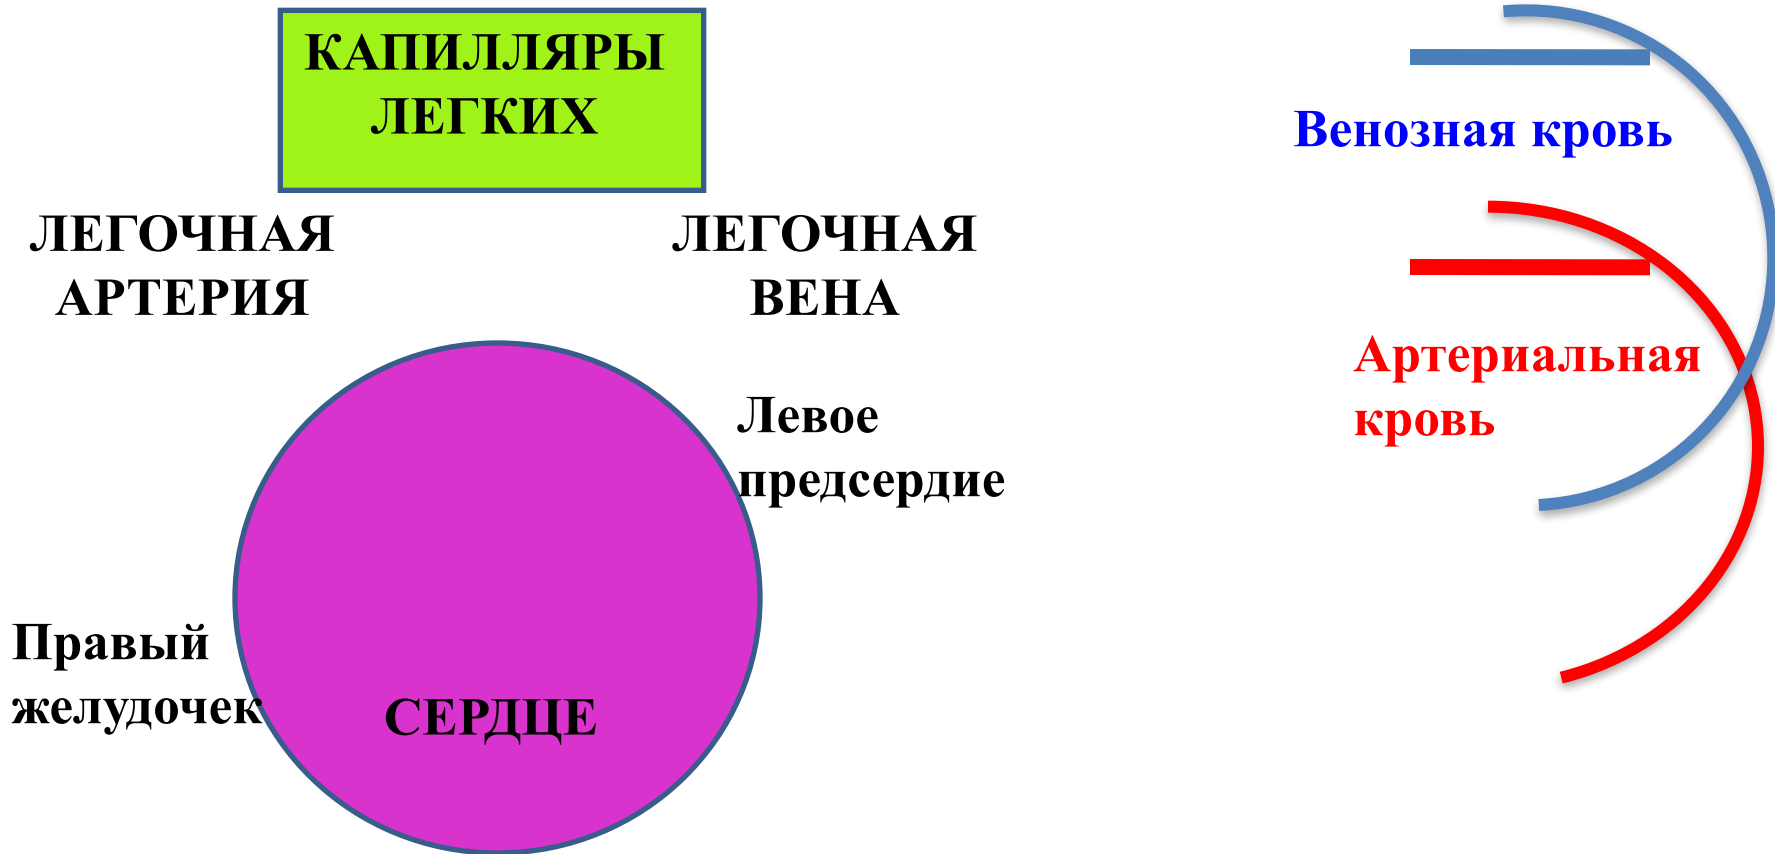 КАПИЛЛЯРЫ
ЛЕГКИХ
ЛЕГОЧНАЯ
АРТЕРИЯ
ЛЕГОЧНАЯ
ВЕНА
Левое
предсердие
Правый
желудочек
СЕРДЦЕ
Венозная кровь
Артериальная
кровь